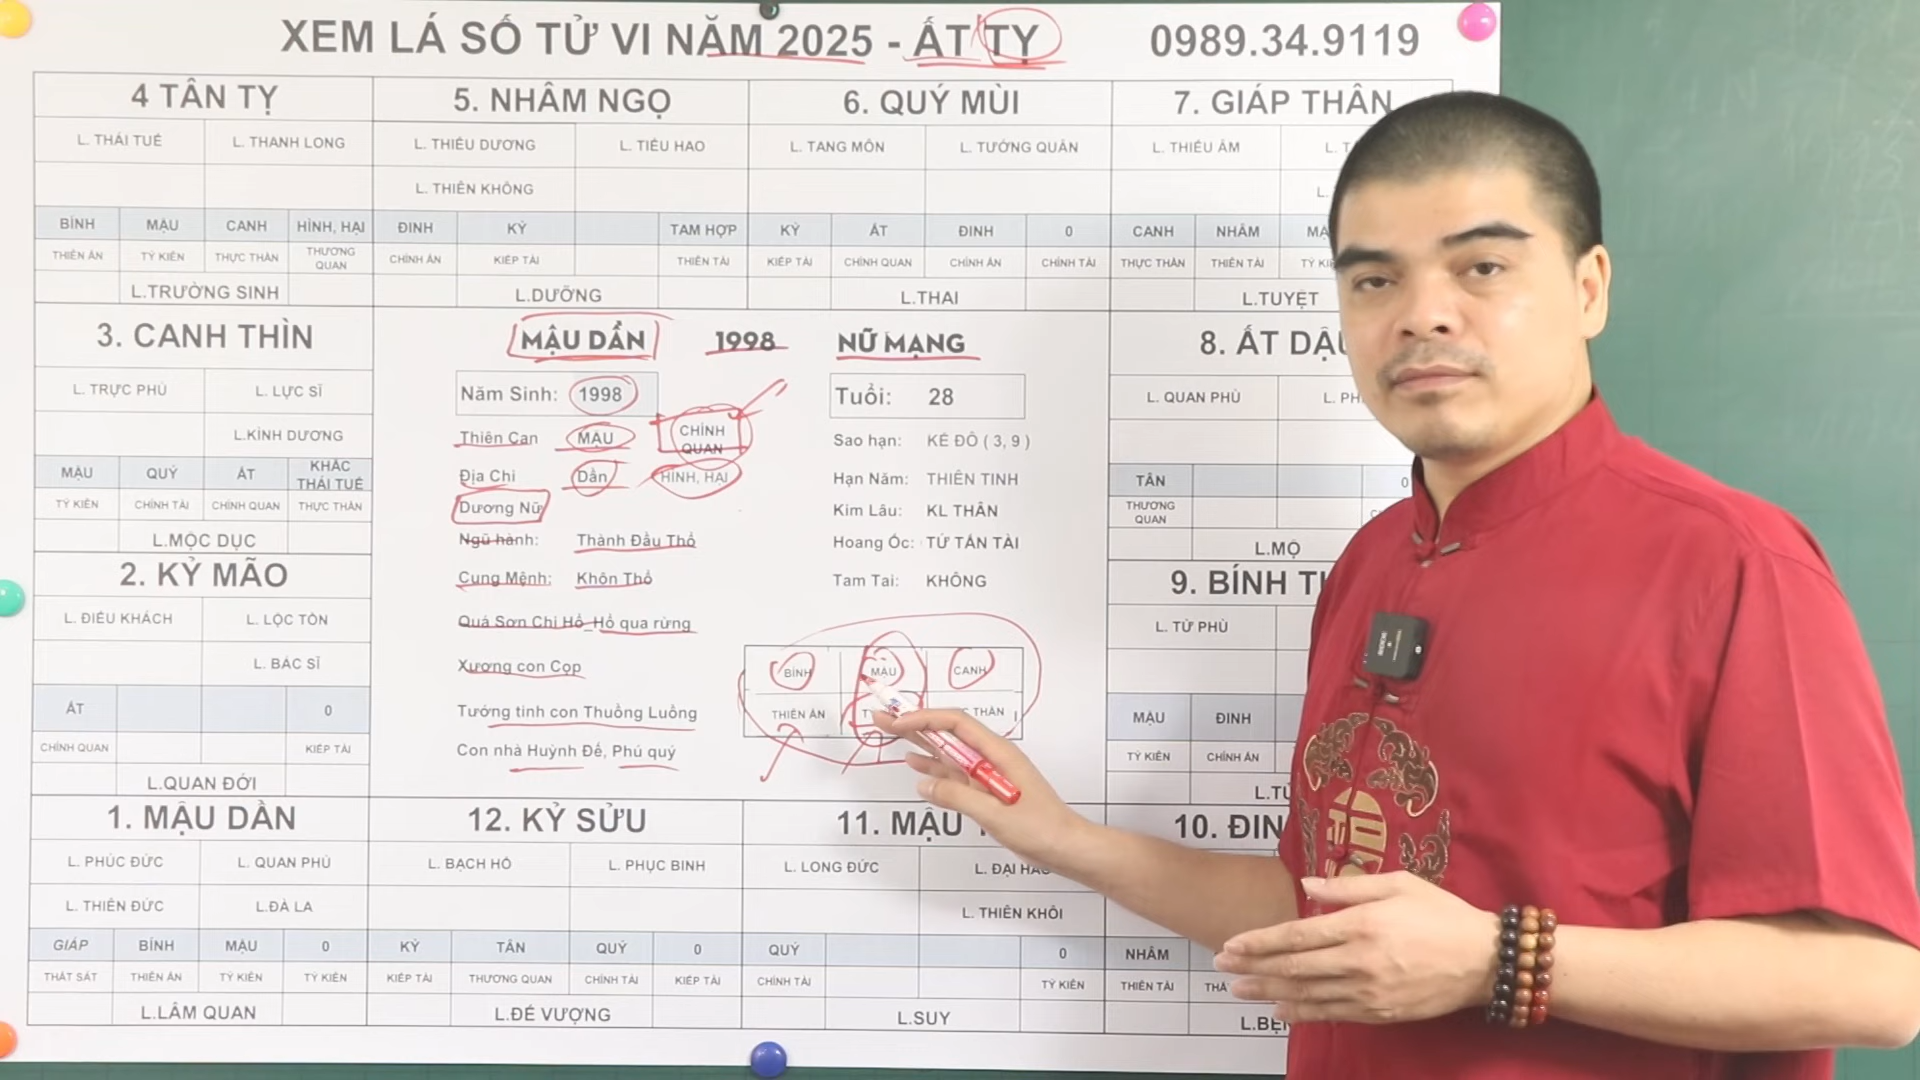 XEM LÁ SỐ TỬ VI NĂM 2025 - ẤT TỴ 0989.34.9119
4 TÂN TỴ
L. THÁI TUẾ L. THANH LONG
BÍNH MẬU CANH HÌNH, HẠI
THIÊN ẤN TỶ KIÊN THỰC THẦN THƯƠNG QUAN
L.TRƯỜNG SINH
5. NHÂM NGỌ
L. THIẾU DƯƠNG L. TIỂU HAO
L. THIÊN KHÔNG
ĐINH KỶ TAM HỢP
CHÍNH ẤN KIẾP TÀI THIÊN TÀI
L.DƯỠNG
6. QUÝ MÙI
L. TANG MÔN L. TƯỚNG QUÂN
KỶ ẤT ĐINH 0
KIẾP TÀI CHÍNH QUAN CHÍNH ẤN CHÍNH TÀI
L.THAI
7. GIÁP THÂN
L. THIẾU ÂM
CANH NHÂM
THỰC THẦN THIÊN TÀI
L.TUYỆT
3. CANH THÌN
L. TRỰC PHÙ L. LỰC SĨ
L.KÌNH DƯƠNG
MẬU QUÝ ẤT KHẮC THÁI TUẾ
TỶ KIÊN CHÍNH TÀI CHÍNH QUAN THỰC THẦN
L.MỘC DỤC
MẬU DẦN 1998 NỮ MẠNG
Năm Sinh: 1998 Tuổi: 28
Thiên Can MẬU CHÍNH QUAN Sao hạn: KẾ ĐÔ ( 3, 9 )
Địa Chi Dần HÌNH, HẠI Hạn Năm: THIÊN TINH
Dương Nữ Kim Lâu: KL THÂN
Ngũ hành: Thành Đầu Thổ Hoang Ốc: TỨ TẤN TÀI
Cung Mệnh: Khôn Thổ Tam Tai: KHÔNG
Quá Sơn Chi Hổ_Hổ qua rừng
Xương con Cọp
Tướng tinh con Thuồng Luồng
Con nhà Huỳnh Đế, Phú quý
BÍNH MẬU CANH
THIÊN ẤN THẦN
8. ẤT
L. QUAN PHÙ
TÂN 0
THƯƠNG QUAN
L.MỘ
2. KỶ MÃO
L. ĐIẾU KHÁCH L. LỘC TỒN
L. BÁC SĨ
ẤT 0
CHÍNH QUAN KIẾP TÀI
L.QUAN ĐỚI
9. BÍNH
L. TỬ PHÙ
MẬU ĐINH
TỶ KIÊN CHÍNH ẤN
1. MẬU DẦN
L. PHÚC ĐỨC L. QUAN PHỦ
L. THIÊN ĐỨC L.ĐÀ LA
GIÁP BÍNH MẬU 0
THẤT SÁT THIÊN ẤN TỶ KIÊN TỶ KIÊN
L.LÂM QUAN
12. KỶ SỬU
L. BẠCH HỔ L. PHỤC BINH
KỶ TÂN QUÝ 0
KIẾP TÀI THƯƠNG QUAN CHÍNH TÀI KIẾP TÀI
L.ĐẾ VƯỢNG
11. MẬU
L. LONG ĐỨC L. ĐẠI HAO
L. THIÊN KHÔI
QUÝ 0
CHÍNH TÀI TỶ KIÊN
L.SUY
10.
NHÂM
THIÊN TÀI